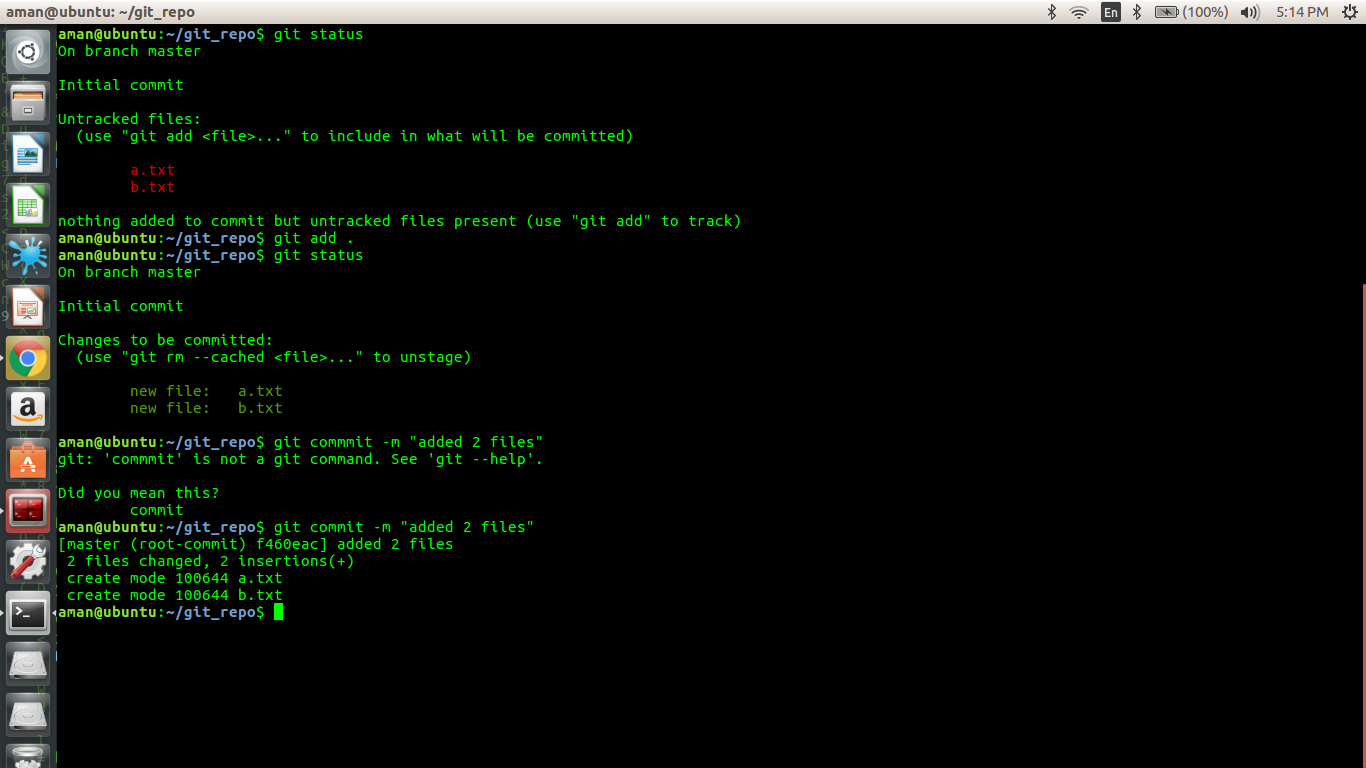 aman@ubuntu: ~/git_repo
En
(100%)
5:14 PM
aman@ubuntu:~/git_repo$ git status
On branch master
Initial commit
Untracked files:
(use "git add <file>..." to include in what will be committed)
a.txt
b.txt
nothing added to commit but untracked files present (use "git add" to track)
aman@ubuntu:~/git_repo$ git add .
aman@ubuntu:~/git_repo$ git status
On branch master
Initial commit
Changes to be committed:
(use "git rm --cached <file>..." to unstage)
new file:   a.txt
new file:   b.txt
aman@ubuntu:~/git_repo$ git commmit -m "added 2 files"
git: 'commmit' is not a git command. See 'git --help'.
Did you mean this?
commit
aman@ubuntu:~/git_repo$ git commit -m "added 2 files"
[master (root-commit) f460eac] added 2 files
2 files changed, 2 insertions(+)
create mode 100644 a.txt
create mode 100644 b.txt
aman@ubuntu:~/git_repo$